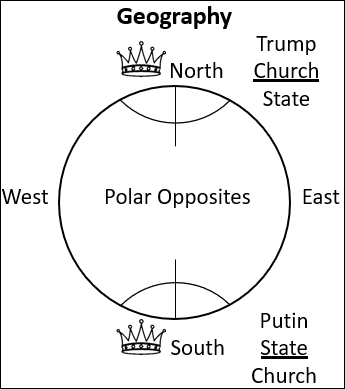 Geography
North
Trump
Church
State
West
Polar Opposites
East
South
Putin
State
Church